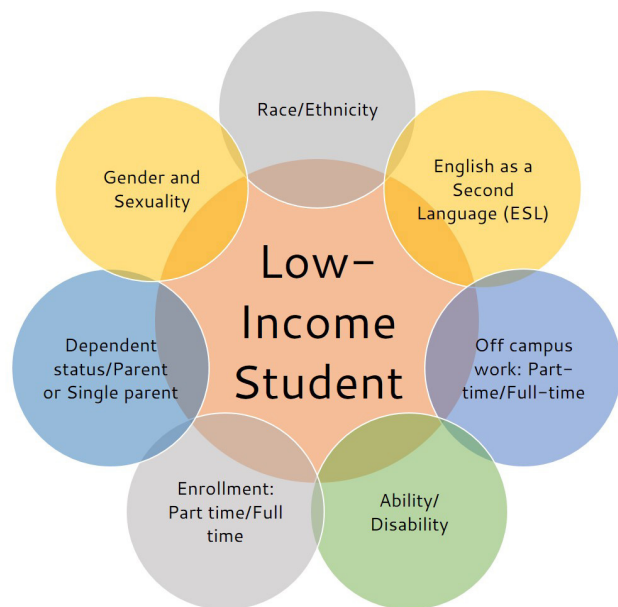 Race/Ethnicity
English as a
Second
Language (ESL)
Off campus
work: Part-
time/Full-time
Ability/
Disability
Enrollment:
Part time/Full
time
Dependent
status/Parent
or Single parent
Gender and
Sexuality
Low-
Income
Student